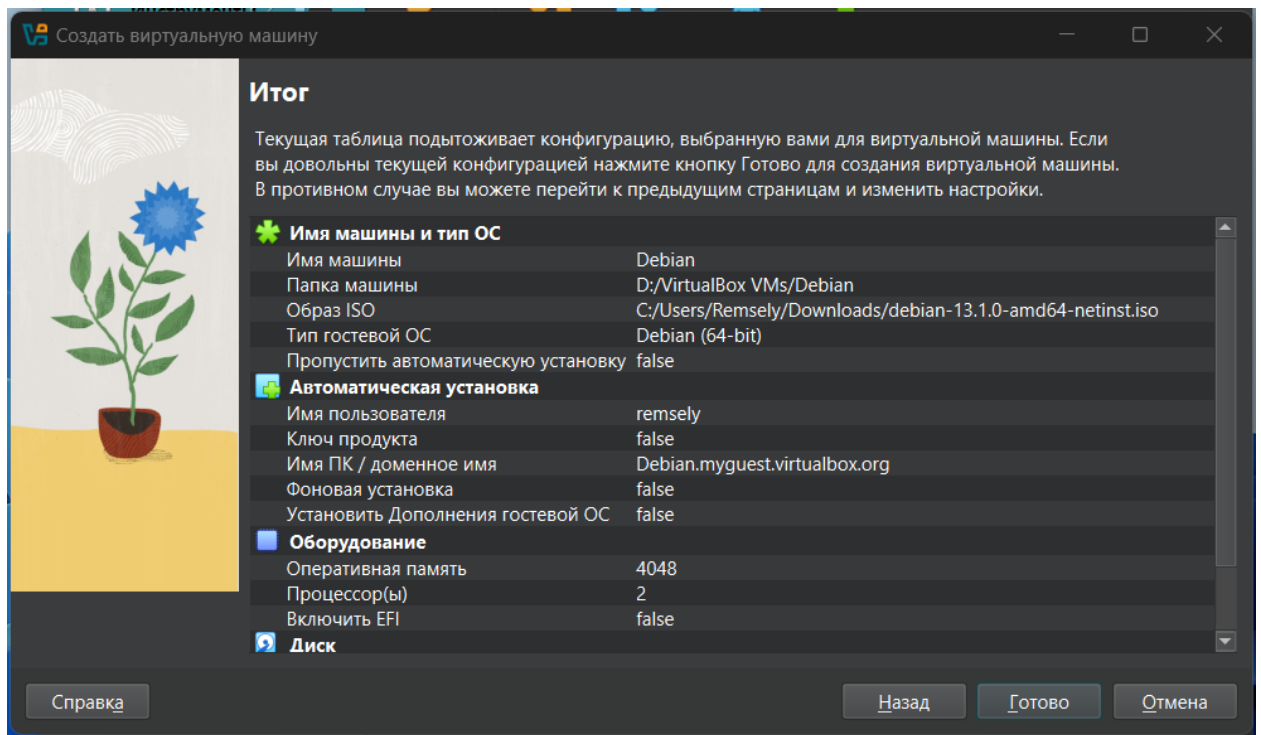 Создать виртуальную машину
Итог
Текущая таблица подытоживает конфигурацию, выбранную вами для виртуальной машины. Если
вы довольны текущей конфигурацией нажмите кнопку Готово для создания виртуальной машины.
В противном случае вы можете перейти к предыдущим страницам и изменить настройки.
Имя машины и тип ОС
Имя машины Debian
Папка машины D:/VirtualBox VMs/Debian
Образ ISO C:/Users/Remsely/Downloads/debian-13.1.0-amd64-netinst.iso
Тип гостевой ОС Debian (64-bit)
Пропустить автоматическую установку false
Автоматическая установка
Имя пользователя remsely
Ключ продукта false
Имя ПК / доменное имя Debian.myguest.virtualbox.org
Фоновая установка false
Установить Дополнения гостевой ОС false
Оборудование
Оперативная память 4048
Процессор(ы) 2
Включить EFI false
Диск
Справка Назад Готово Отмена